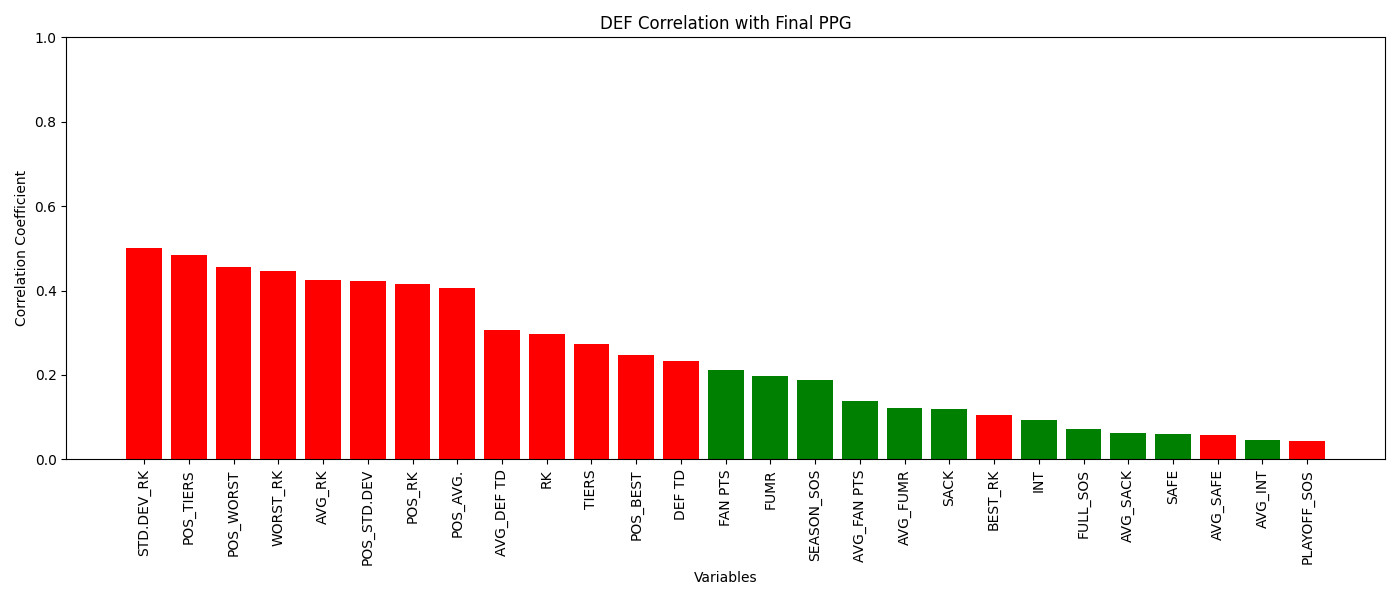 DEF Correlation with Final PPG
Correlation Coefficient
1.0
0.8
0.6
0.4
0.2
0.0
STD.DEV_RK
POS_TIERS
POS_WORST
WORST_RK
AVG_RK
POS_STD.DEV
POS_RK
POS_AVG.
AVG_DEF TD
RK
TIERS
POS_BEST
DEF TD
FAN PTS
FUMR
SEASON_SOS
AVG_FAN PTS
AVG_FUMR
SACK
BEST_RK
INT
FULL_SOS
AVG_SACK
SAFE
AVG_SAFE
AVG_INT
PLAYOFF_SOS
Variables